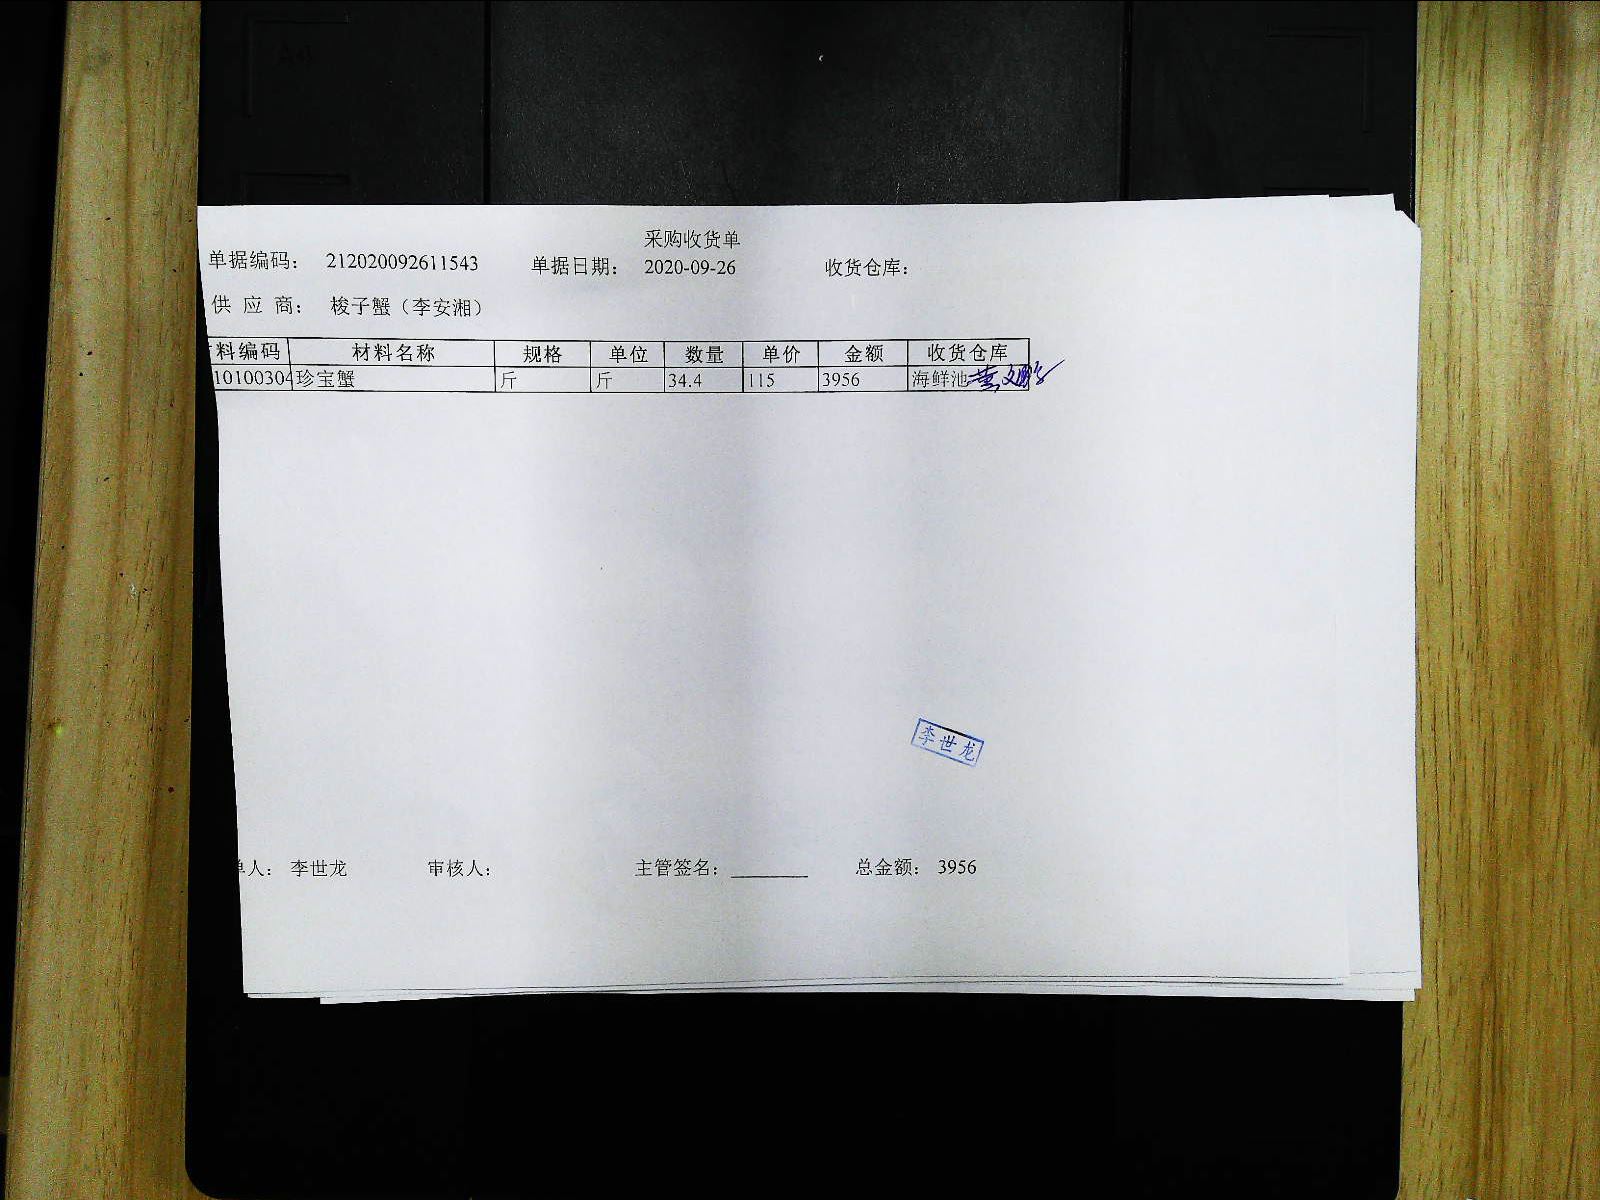 采购收货单
单据编码： 212020092611543 单据日期： 2020-09-26 收货仓库：
供 应 商： 梭子蟹（李安湘）
料编码 材料名称 规格 单位 数量 单价 金额 收货仓库
10100304 珍宝蟹 斤 斤 34.4 115 3956 海鲜池
李世龙
单人： 李世龙 审核人： 主管签名： 总金额： 3956